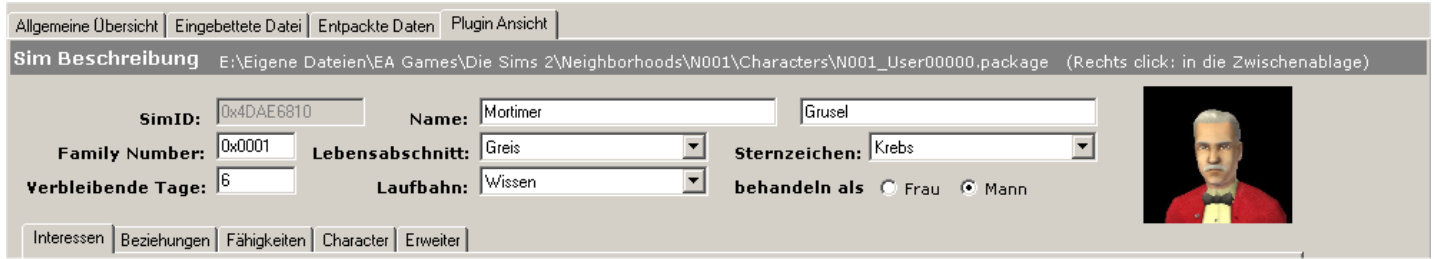 Allgemeine Übersicht Eingebettete Datei Entpackte Daten Plugin Ansicht
Sim Beschreibung E:\Eigene Dateien\EA Games\Die Sims 2\Neighborhoods\N001\Characters\N001_User00000.package (Rechts click: in die Zwischenablage)
SimID: 0x4DAE6810 Name: Mortimer Grusel
Family Number: 0x0001 Lebensabschnitt: Greis Sternzeichen: Krebs
Verbleibende Tage: 6 Laufbahn: Wissen behandeln als Frau Mann
Interessen Beziehungen Fähigkeiten Character Erweiter